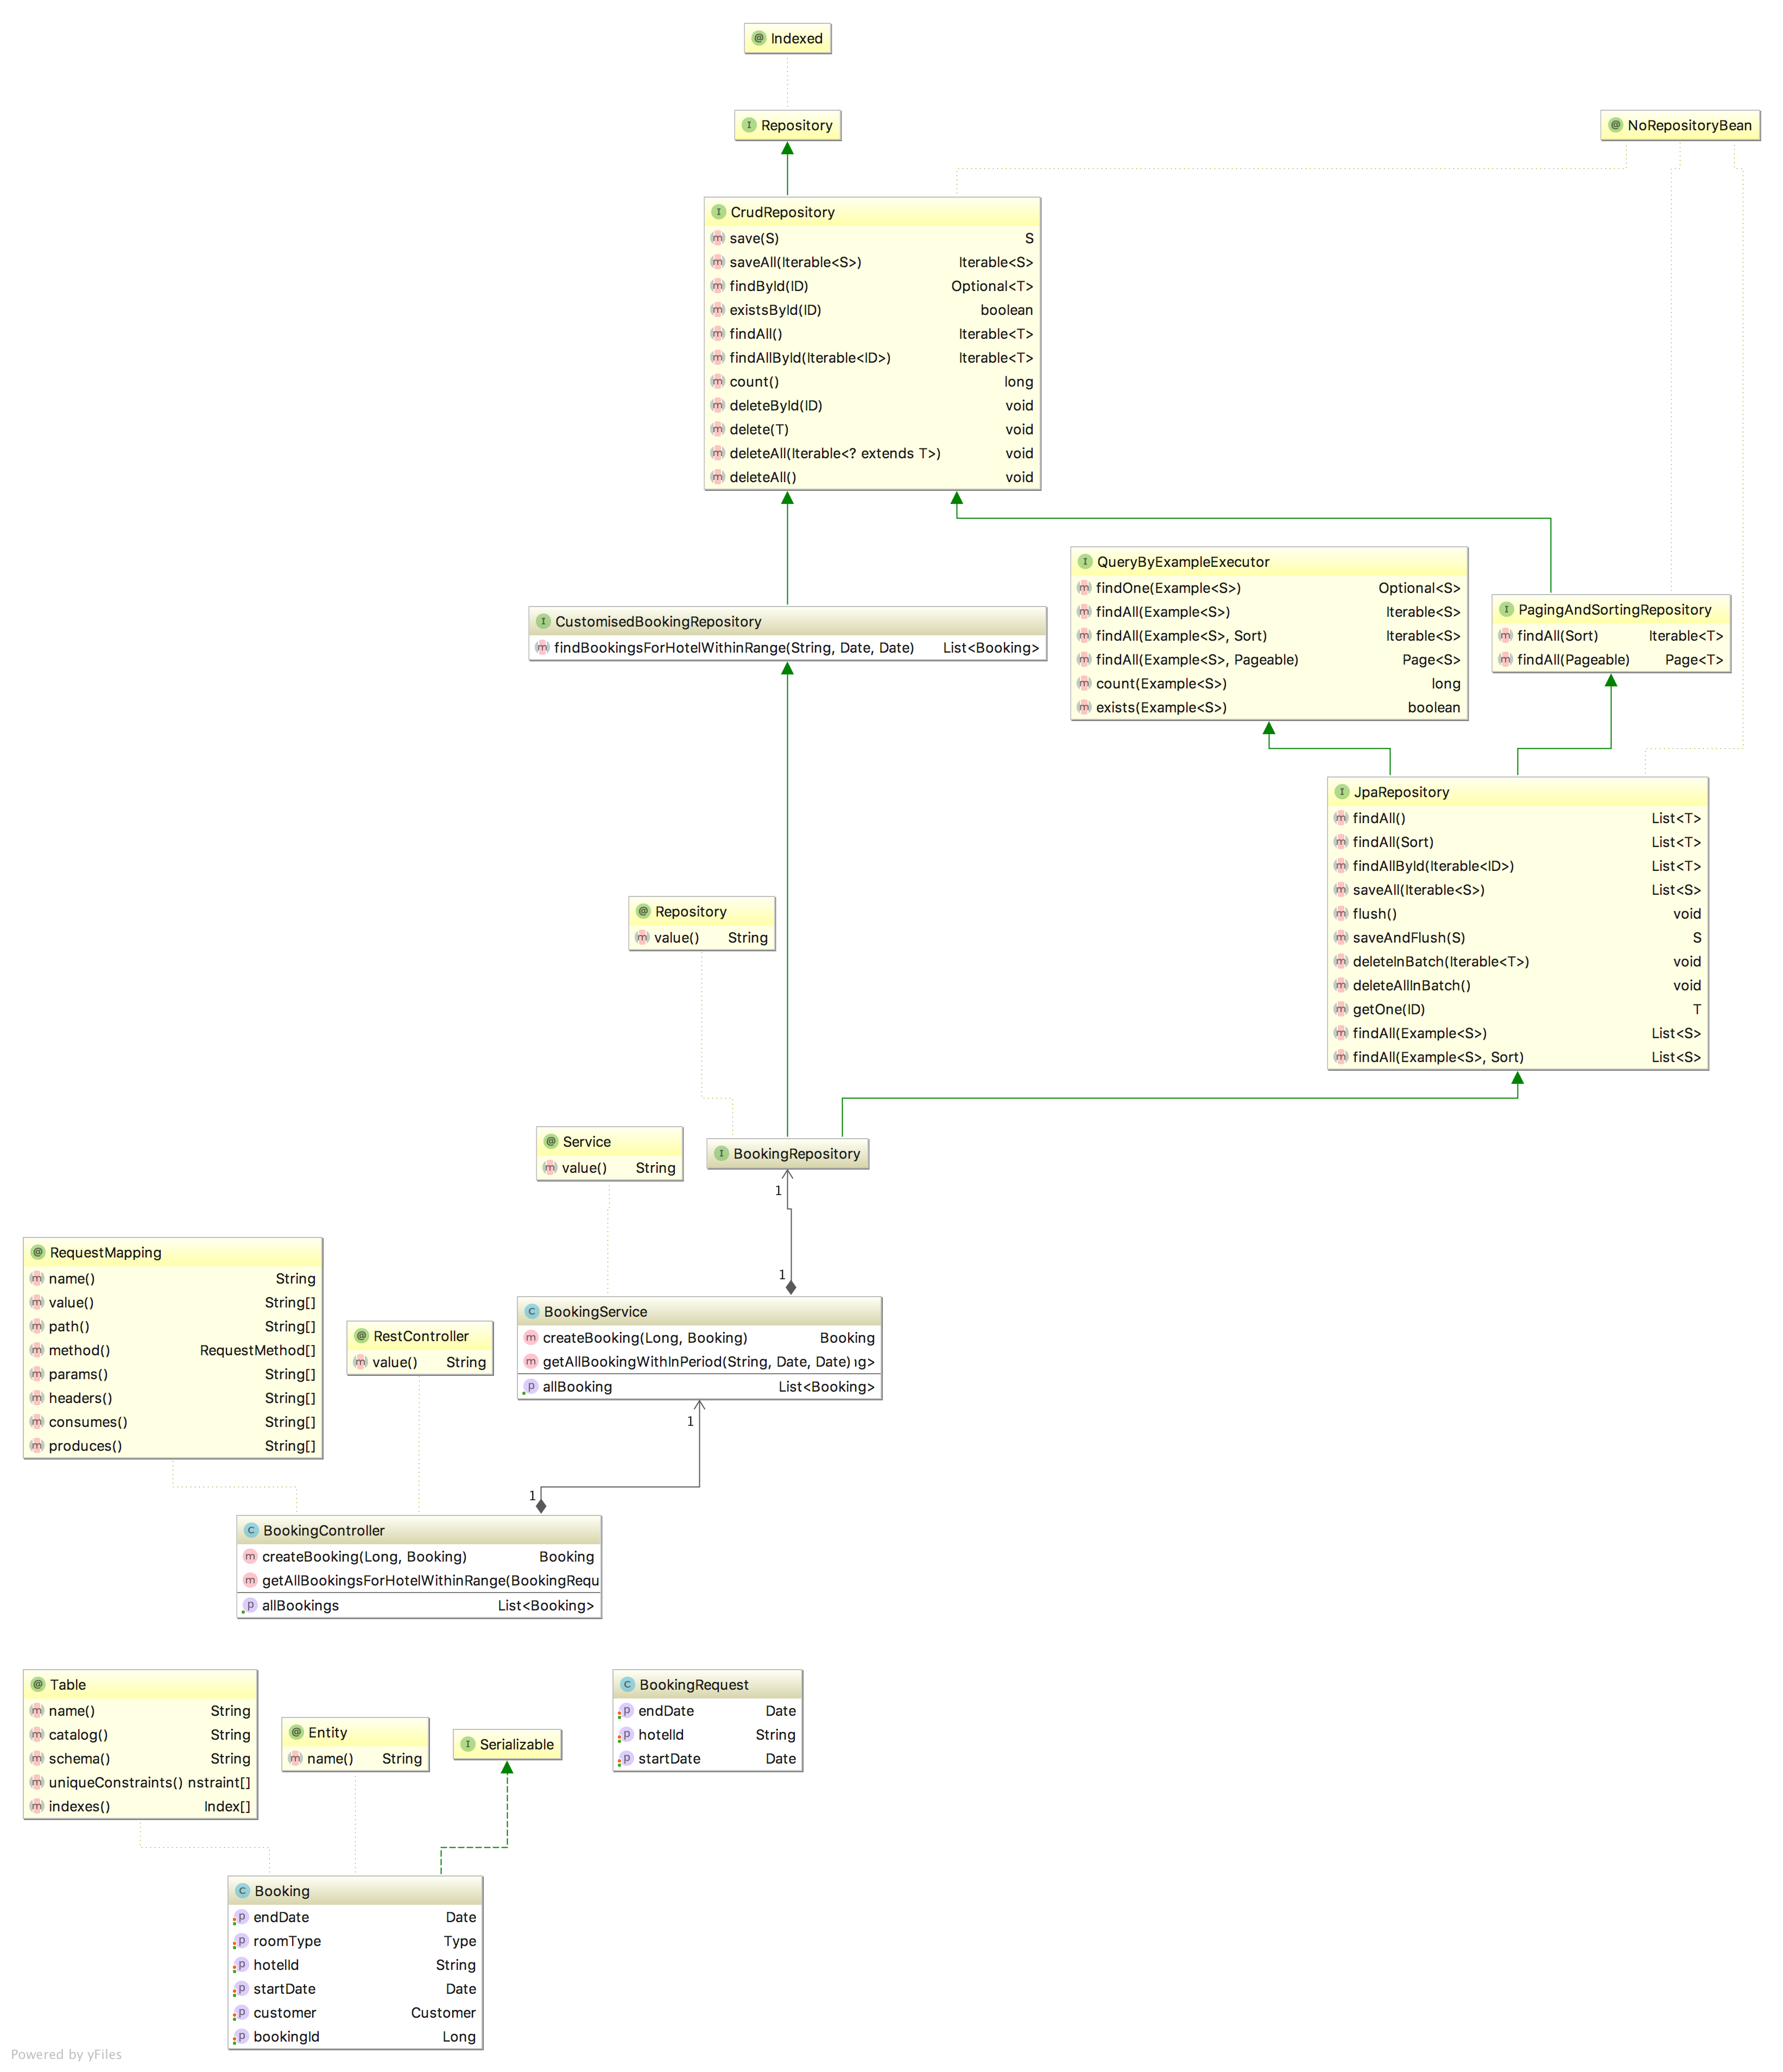 Indexed
Repository
NoRepositoryBean
CrudRepository
save(S) S
saveAll(Iterable<S>) Iterable<S>
findById(ID) Optional<T>
existsById(ID) boolean
findAll() Iterable<T>
findAllById(Iterable<ID>) Iterable<T>
count() long
deleteById(ID) void
delete(T) void
deleteAll(Iterable<? extends T>) void
deleteAll() void
QueryByExampleExecutor
findOne(Example<S>) Optional<S>
findAll(Example<S>) Iterable<S>
findAll(Example<S>, Sort) Iterable<S>
findAll(Example<S>, Pageable) Page<S>
count(Example<S>) long
exists(Example<S>) boolean
PagingAndSortingRepository
findAll(Sort) Iterable<T>
findAll(Pageable) Page<T>
CustomisedBookingRepository
findBookingsForHotelWithinRange(String, Date, Date) List<Booking>
JpaRepository
findAll() List<T>
findAll(Sort) List<T>
findAllById(Iterable<ID>) List<T>
saveAll(Iterable<S>) List<S>
flush() void
saveAndFlush(S) S
deleteInBatch(Iterable<T>) void
deleteAllInBatch() void
getOne(ID) T
findAll(Example<S>) List<S>
findAll(Example<S>, Sort) List<S>
Repository
value() String
Service
value() String
BookingRepository
1
1
RequestMapping
name() String
value() String[]
path() String[]
method() RequestMethod[]
params() String[]
headers() String[]
consumes() String[]
produces() String[]
RestController
value() String
BookingService
createBooking(Long, Booking) Booking
getAllBookingWithInPeriod(String, Date, Date) ng>
allBooking List<Booking>
1
1
BookingController
createBooking(Long, Booking) Booking
getAllBookingsForHotelWithinRange(BookingRequ
allBookings List<Booking>
Table
name() String
catalog() String
schema() String
uniqueConstraints() nstraint[]
indexes() Index[]
Entity
name() String
Serializable
BookingRequest
endDate Date
hotelId String
startDate Date
Booking
endDate Date
roomType Type
hotelId String
startDate Date
customer Customer
bookingId Long
Powered by yFiles